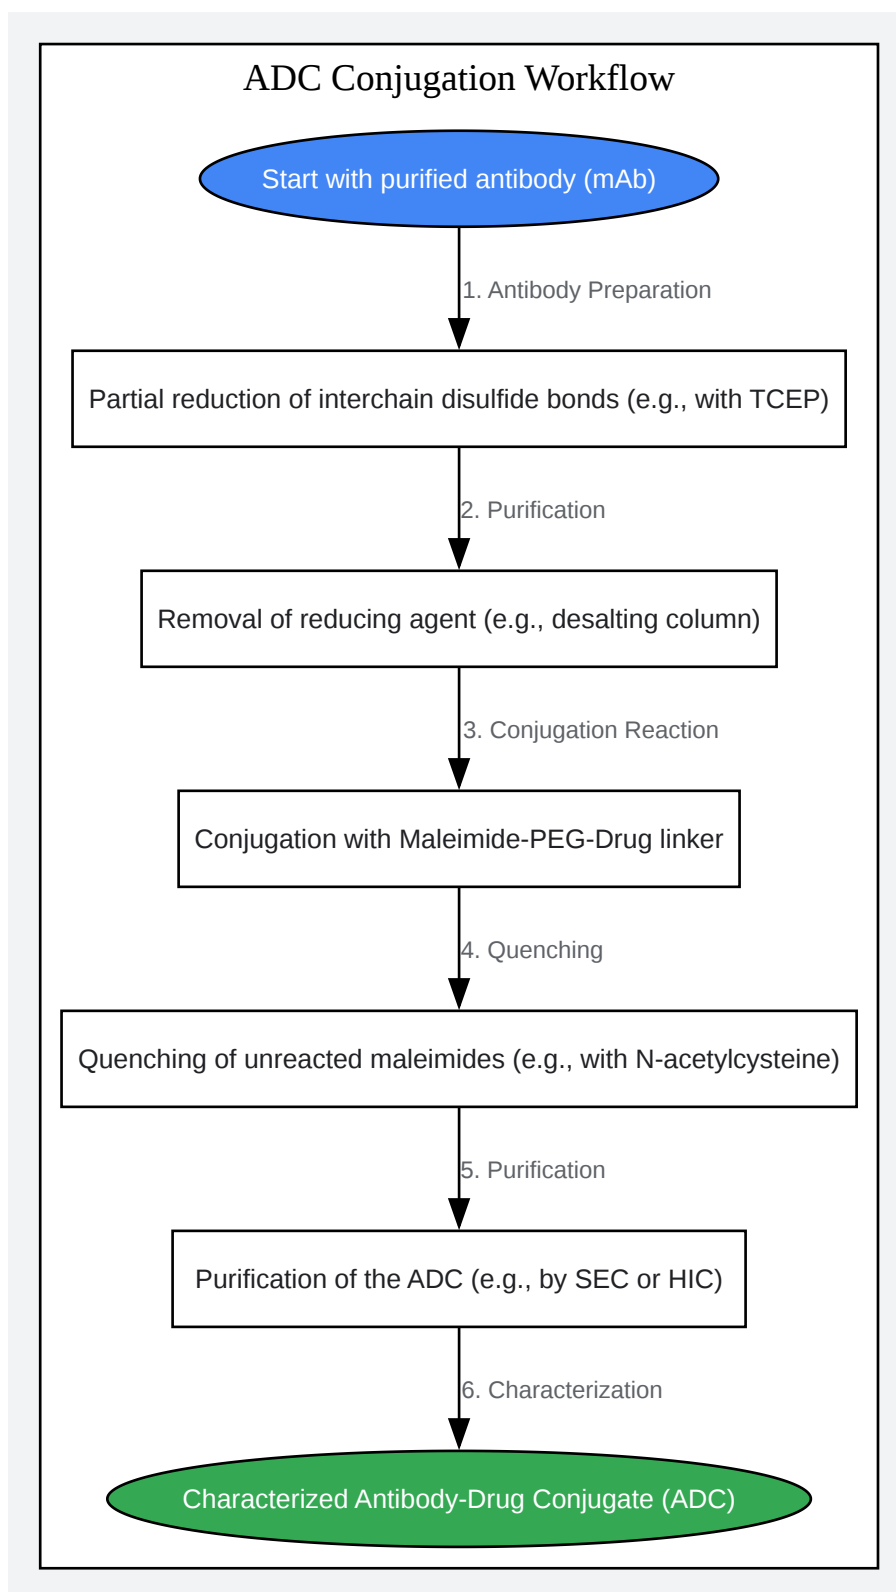 ADC Conjugation Workflow
Start with purified antibody (mAb)
1. Antibody Preparation
Partial reduction of interchain disulfide bonds (e.g., with TCEP)
2. Purification
Removal of reducing agent (e.g., desalting column)
3. Conjugation Reaction
Conjugation with Maleimide-PEG-Drug linker
4. Quenching
Quenching of unreacted maleimides (e.g., with N-acetylcysteine)
5. Purification
Purification of the ADC (e.g., by SEC or HIC)
6. Characterization
Characterized Antibody-Drug Conjugate (ADC)